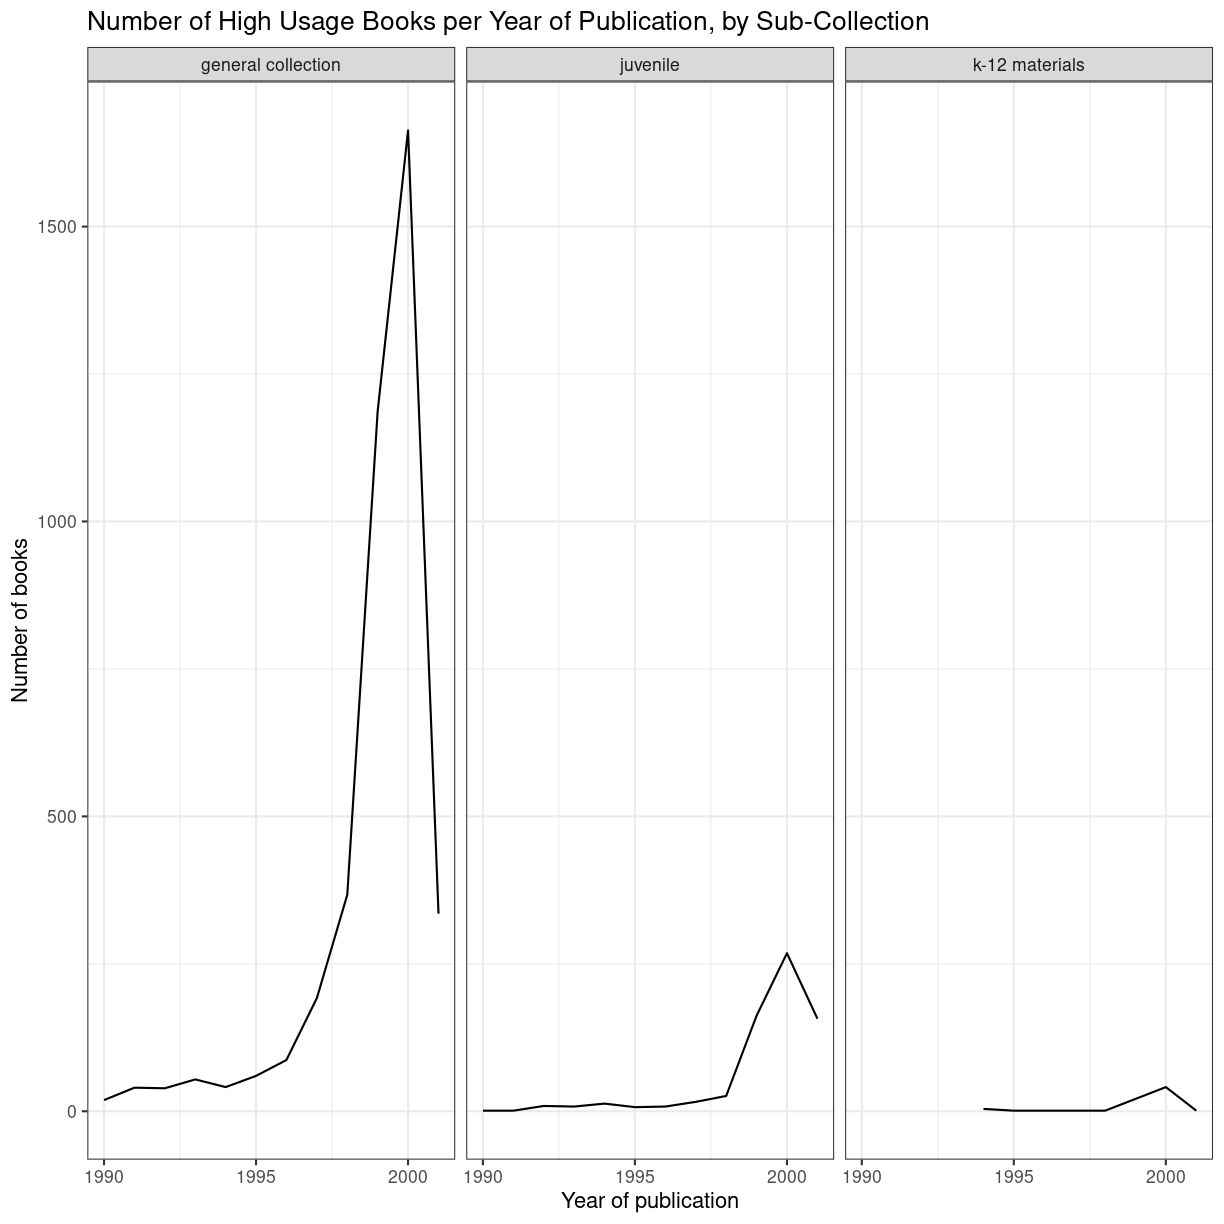 Number of High Usage Books per Year of Publication, by Sub-Collection
general collection
juvenile
k-12 materials
Number of books
1500
1000
500
0
1990 1995 2000 1990 1995 2000 1990 1995 2000
Year of publication